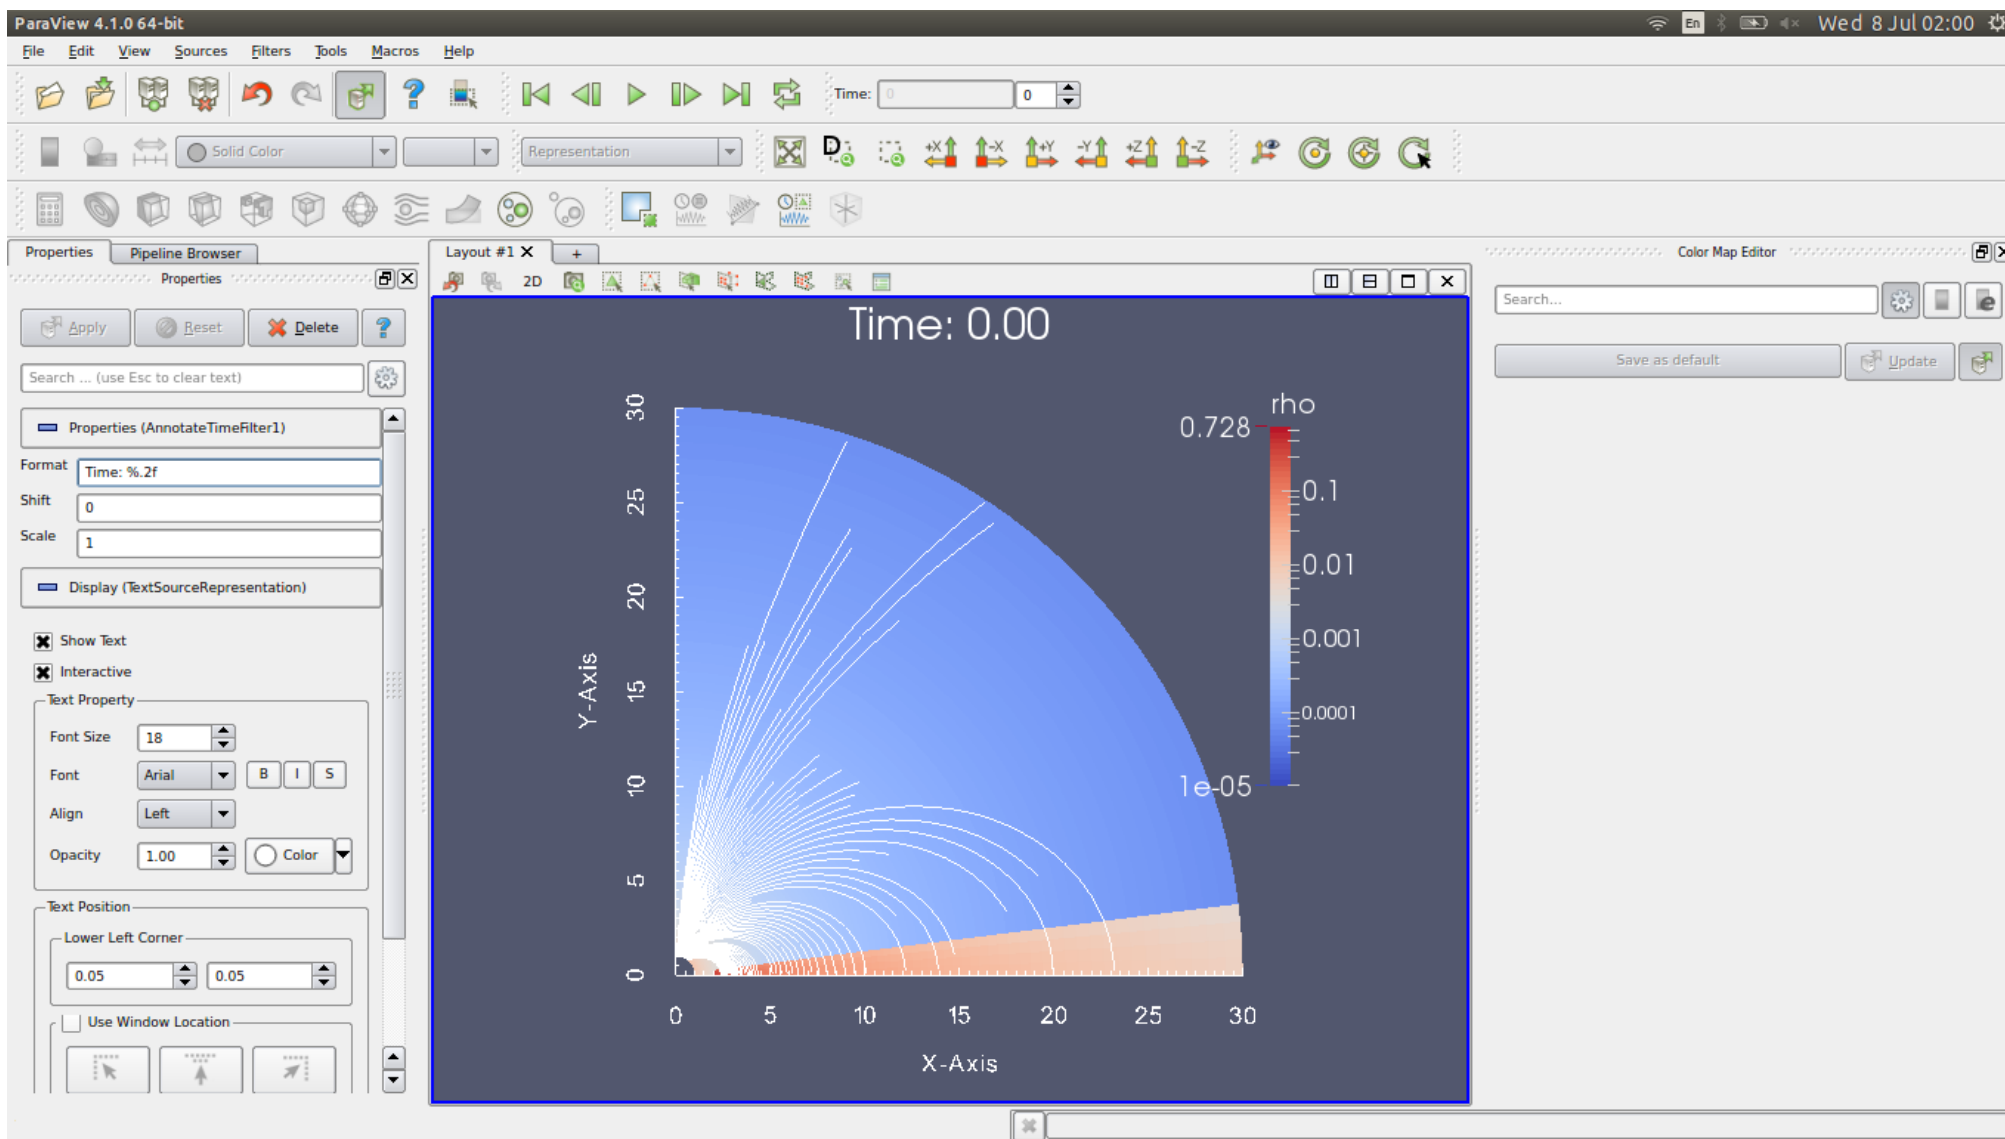 ParaView 4.1.0 64-bit
En
Wed 8 Jul 02:00
File Edit View Sources Filters Tools Macros Help
Time: 0 0
Solid Color
Representation
D +X -X +Y -Y +Z -Z
Properties Pipeline Browser
Layout #1 X +
Color Map Editor
Properties
2D
Apply Reset Delete ?
Search ... (use Esc to clear text)
Properties (AnnotateTimeFilter1)
Format Time: %.2f
Shift 0
Scale 1
Display (TextSourceRepresentation)
Show Text
Interactive
Text Property
Font Size 18
Font Arial B I S
Align Left
Opacity 1.00 Color
Text Position
Lower Left Corner
0.05 0.05
Use Window Location
Time: 0.00
rho
0.728
0.1
0.01
0.001
0.0001
1e-05
Y-Axis
30
25
20
15
10
5
0
0 5 10 15 20 25 30
X-Axis
Search...
e
Save as default Update